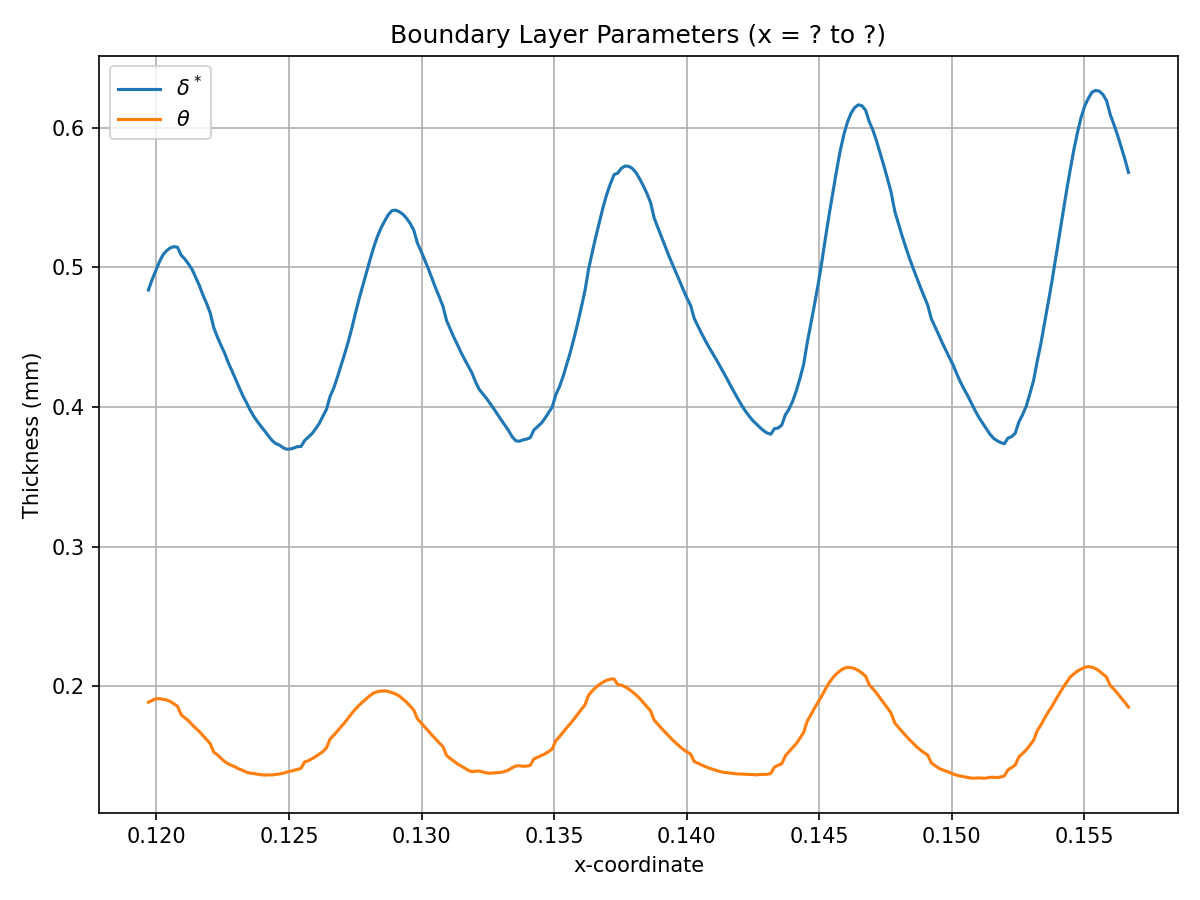 Boundary Layer Parameters (x = ? to ?)
δ*
θ
Thickness (mm)
0.6
0.5
0.4
0.3
0.2
0.120 0.125 0.130 0.135 0.140 0.145 0.150 0.155
x-coordinate